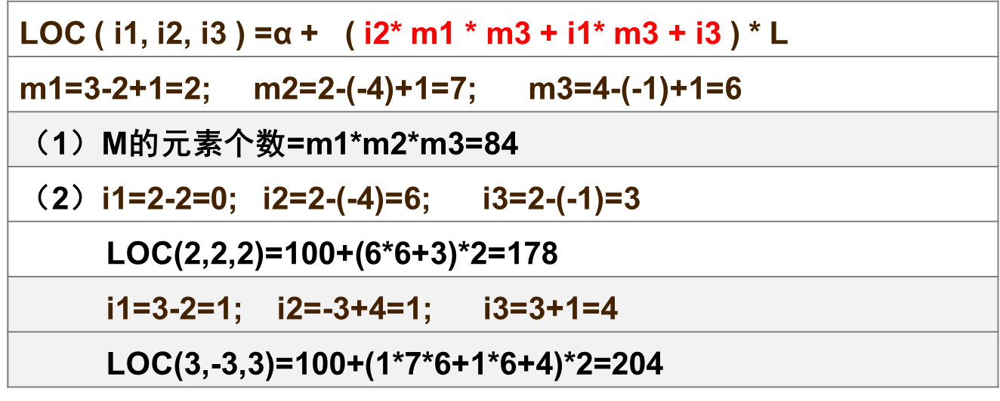 LOC ( i1, i2, i3 ) =α + ( i2* m1 * m3 + i1* m3 + i3 ) * L
m1=3-2+1=2; m2=2-(-4)+1=7; m3=4-(-1)+1=6
（1）M的元素个数=m1*m2*m3=84
（2）i1=2-2=0; i2=2-(-4)=6; i3=2-(-1)=3
LOC(2,2,2)=100+(6*6+3)*2=178
i1=3-2=1; i2=-3+4=1; i3=3+1=4
LOC(3,-3,3)=100+(1*7*6+1*6+4)*2=204